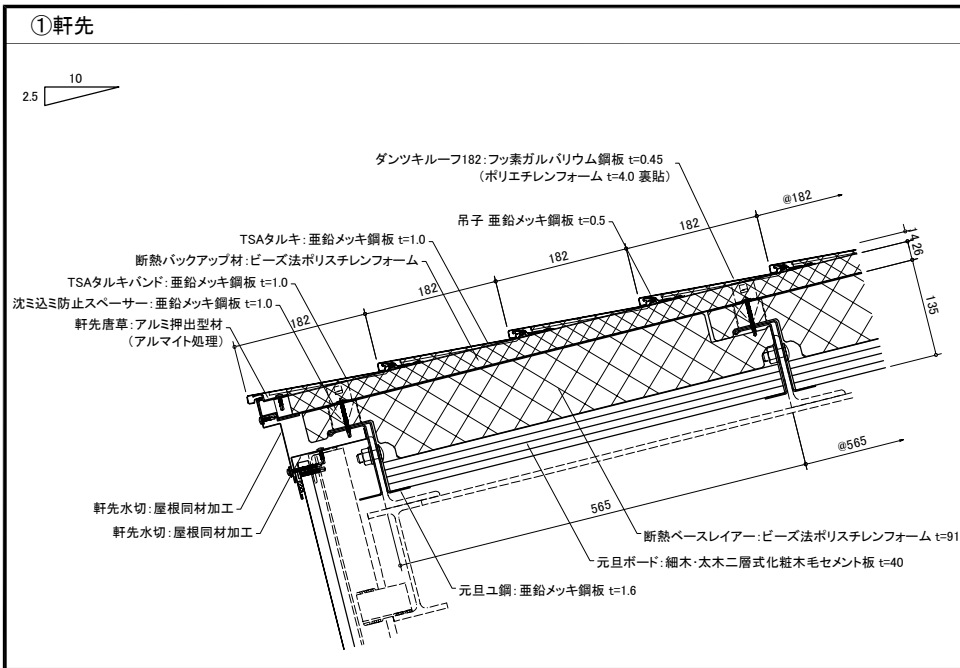 ①軒先
10
2.5
ダンツキルーフ182:フッ素ガルバリウム鋼板 t=0.45
(ポリエチレンフォーム t=4.0 裏貼)
@182
吊子 亜鉛メッキ鋼板 t=0.5
182
TSAタルキ:亜鉛メッキ鋼板 t=1.0
182
14
26
断熱バックアップ材:ビーズ法ポリスチレンフォーム
TSAタルキバンド:亜鉛メッキ鋼板 t=1.0
182
135
沈ミ込ミ防止スペーサー:亜鉛メッキ鋼板 t=1.0
182
軒先唐草:アルミ押出型材
(アルマイト処理)
@565
軒先水切:屋根同材加工
565
軒先水切:屋根同材加工
断熱ベースレイアー:ビーズ法ポリスチレンフォーム t=91
元旦ボード:細木・太木二層式化粧木毛セメント板 t=40
元旦ユ鋼:亜鉛メッキ鋼板 t=1.6